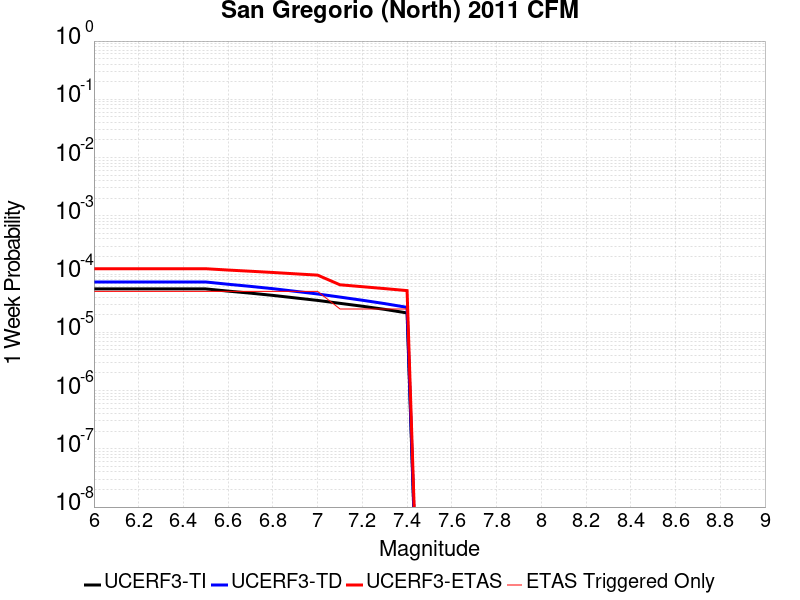 San Gregorio (North) 2011 CFM
10^0
10^-1
10^-2
10^-3
10^-4
10^-5
10^-6
10^-7
10^-8
1 Week Probability
6 6.2 6.4 6.6 6.8 7 7.2 7.4 7.6 7.8 8 8.2 8.4 8.6 8.8 9
Magnitude
UCERF3-TI UCERF3-TD UCERF3-ETAS ETAS Triggered Only